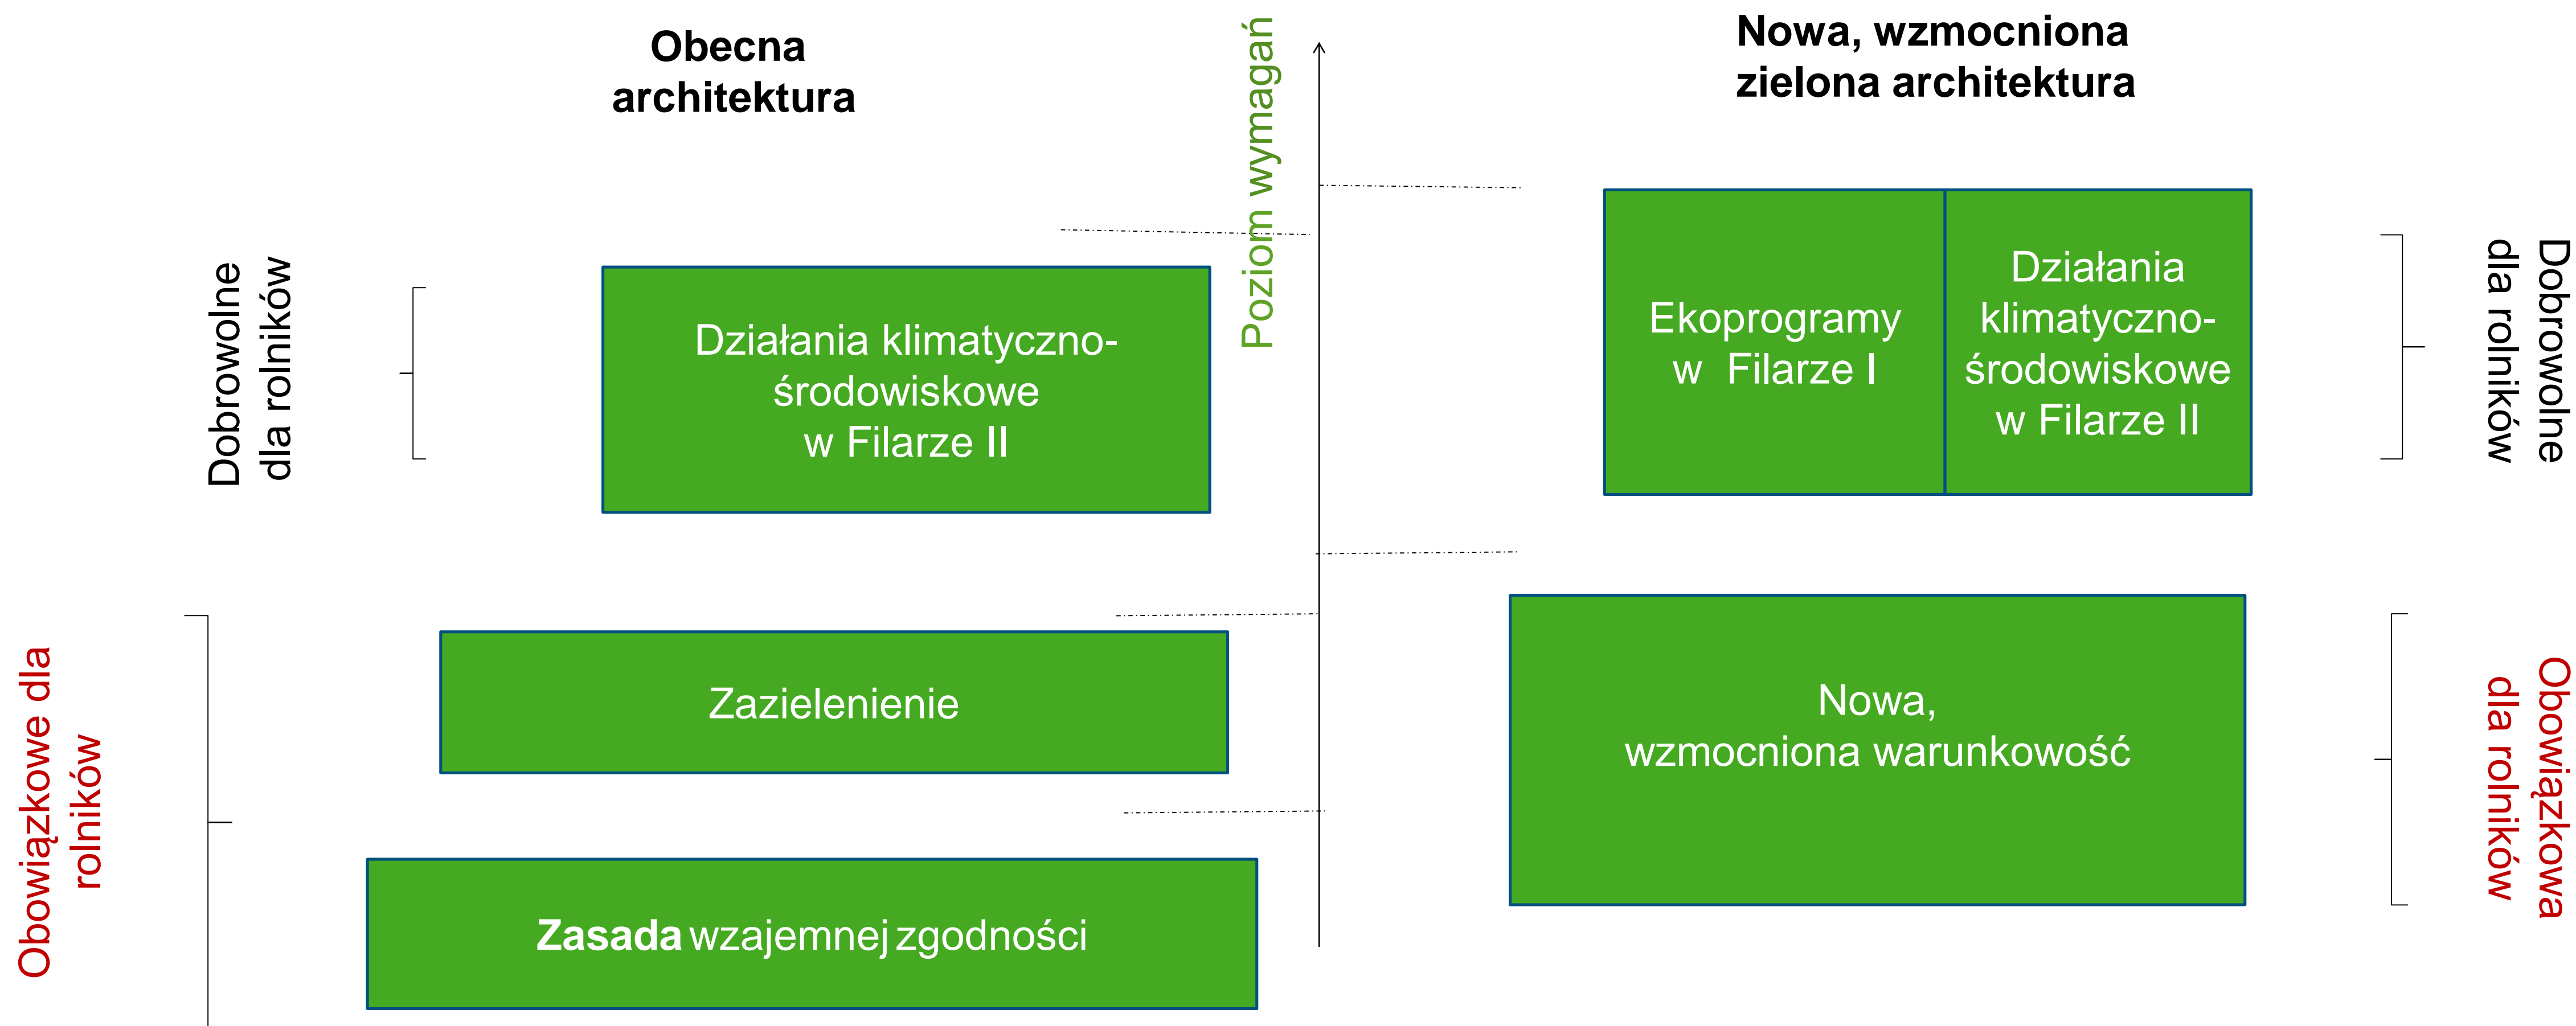 Obecna
architektura
Dobrowolne
dla rolników
Działania klimatyczno-
środowiskowe
w Filarze II
Obowiązkowe dla
rolników
Zazielenienie
Zasada wzajemnej zgodności
Poziom wymagań
Nowa, wzmocniona
zielona architektura
Ekoprogramy
w Filarze I
Działania
klimatyczno-
środowiskowe
w Filarze II
Dobrowolne
dla rolników
Nowa,
wzmocniona warunkowość
Obowiązkowa
dla rolników